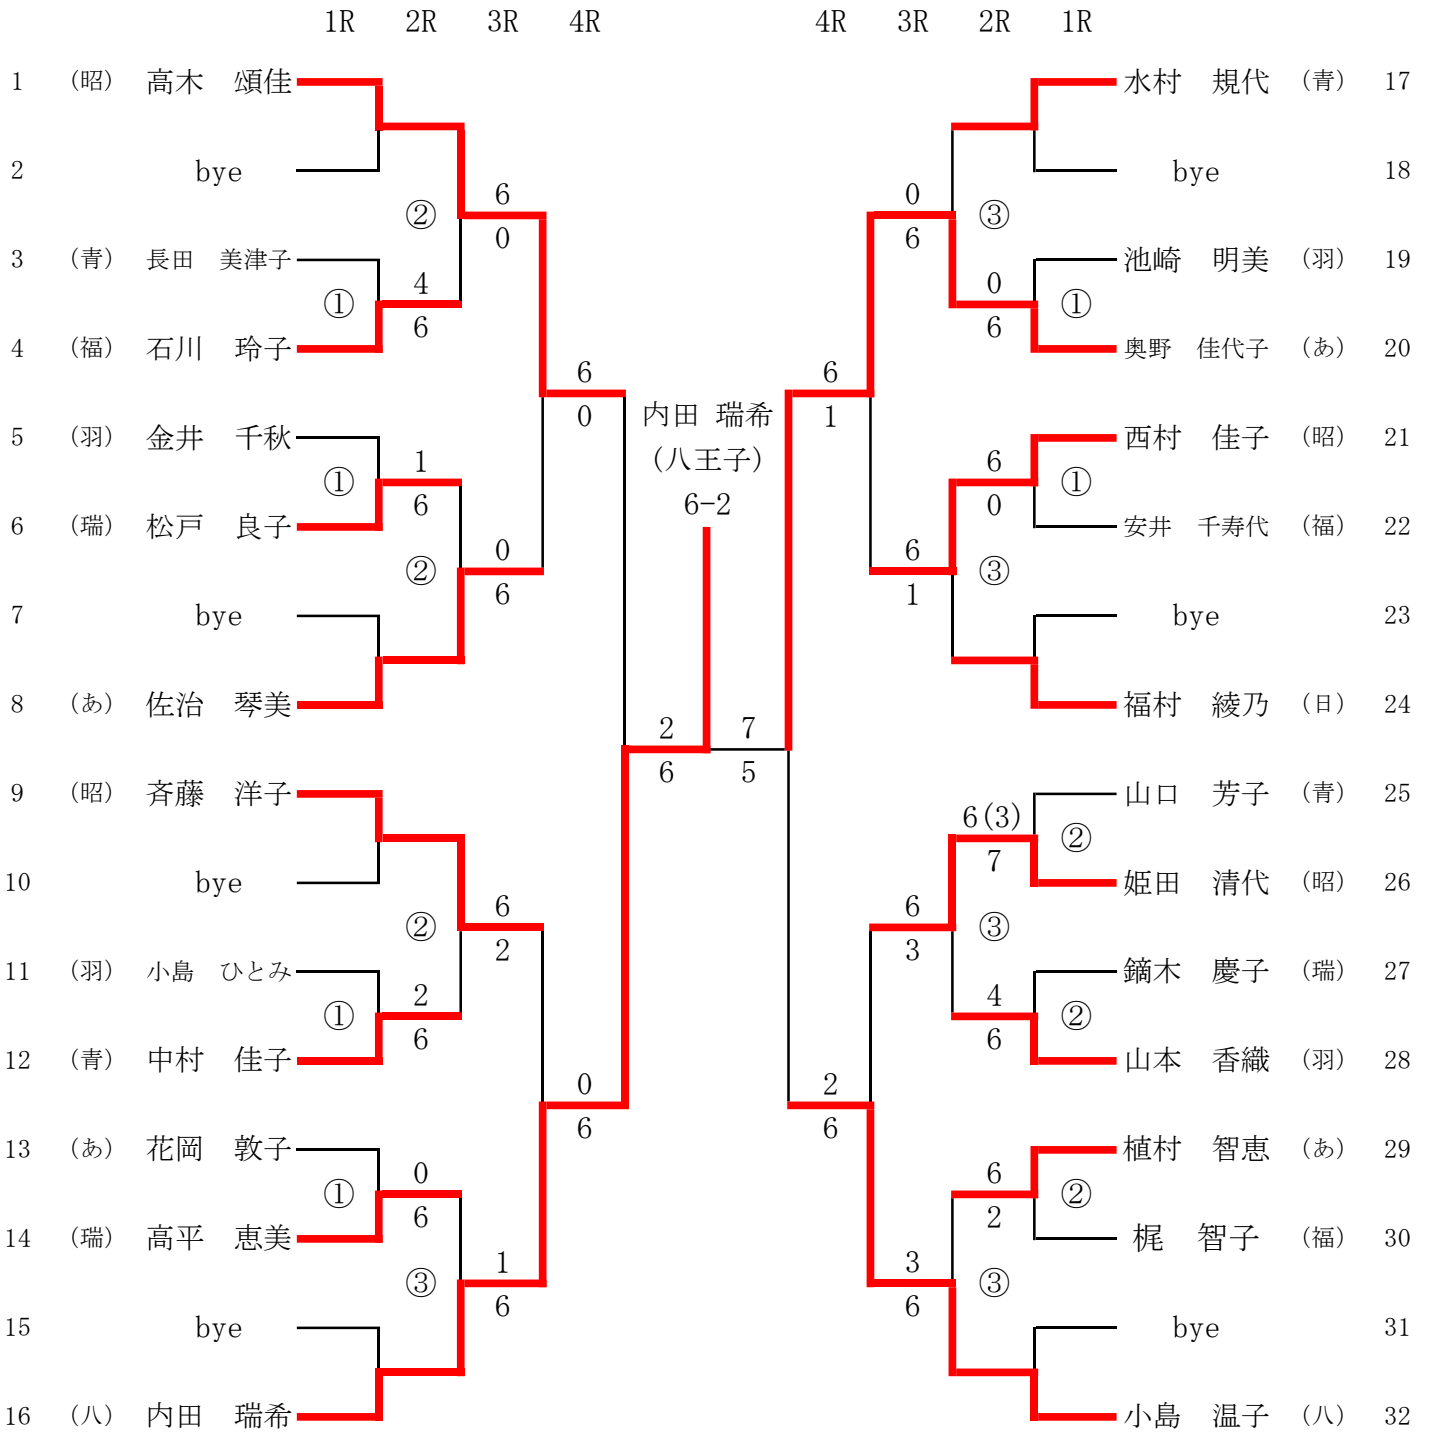 1R 2R 3R 4R 4R 3R 2R 1R
1 (昭) 高木 頌佳 水村 規代 (青) 17
2 bye bye 18
6 0
② ③
0 6
3 (青) 長田 美津子 池崎 明美 (羽) 19
4 0
① ①
6 6
4 (福) 石川 玲子 奥野 佳代子 (あ) 20
6 6
内田 瑞希
0 1
5 (羽) 金井 千秋 西村 佳子 (昭) 21
1 (八王子) 6
① ①
6 6-2 0
6 (瑞) 松戸 良子 安井 千寿代 (福) 22
0 6
② ③
6 1
7 bye bye 23
8 (あ) 佐治 琴美 福村 綾乃 (日) 24
2 7
6 5
9 (昭) 斉藤 洋子 山口 芳子 (青) 25
6(3)
②
7
10 bye 姫田 清代 (昭) 26
6 6
② ③
2 3
11 (羽) 小島 ひとみ 鏑木 慶子 (瑞) 27
2 4
① ②
6 6
12 (青) 中村 佳子 山本 香織 (羽) 28
0 2
6 6
13 (あ) 花岡 敦子 植村 智恵 (あ) 29
0 6
① ②
6 2
14 (瑞) 高平 恵美 梶 智子 (福) 30
1 3
③ ③
6 6
15 bye bye 31
16 (八) 内田 瑞希 小島 温子 (八) 32